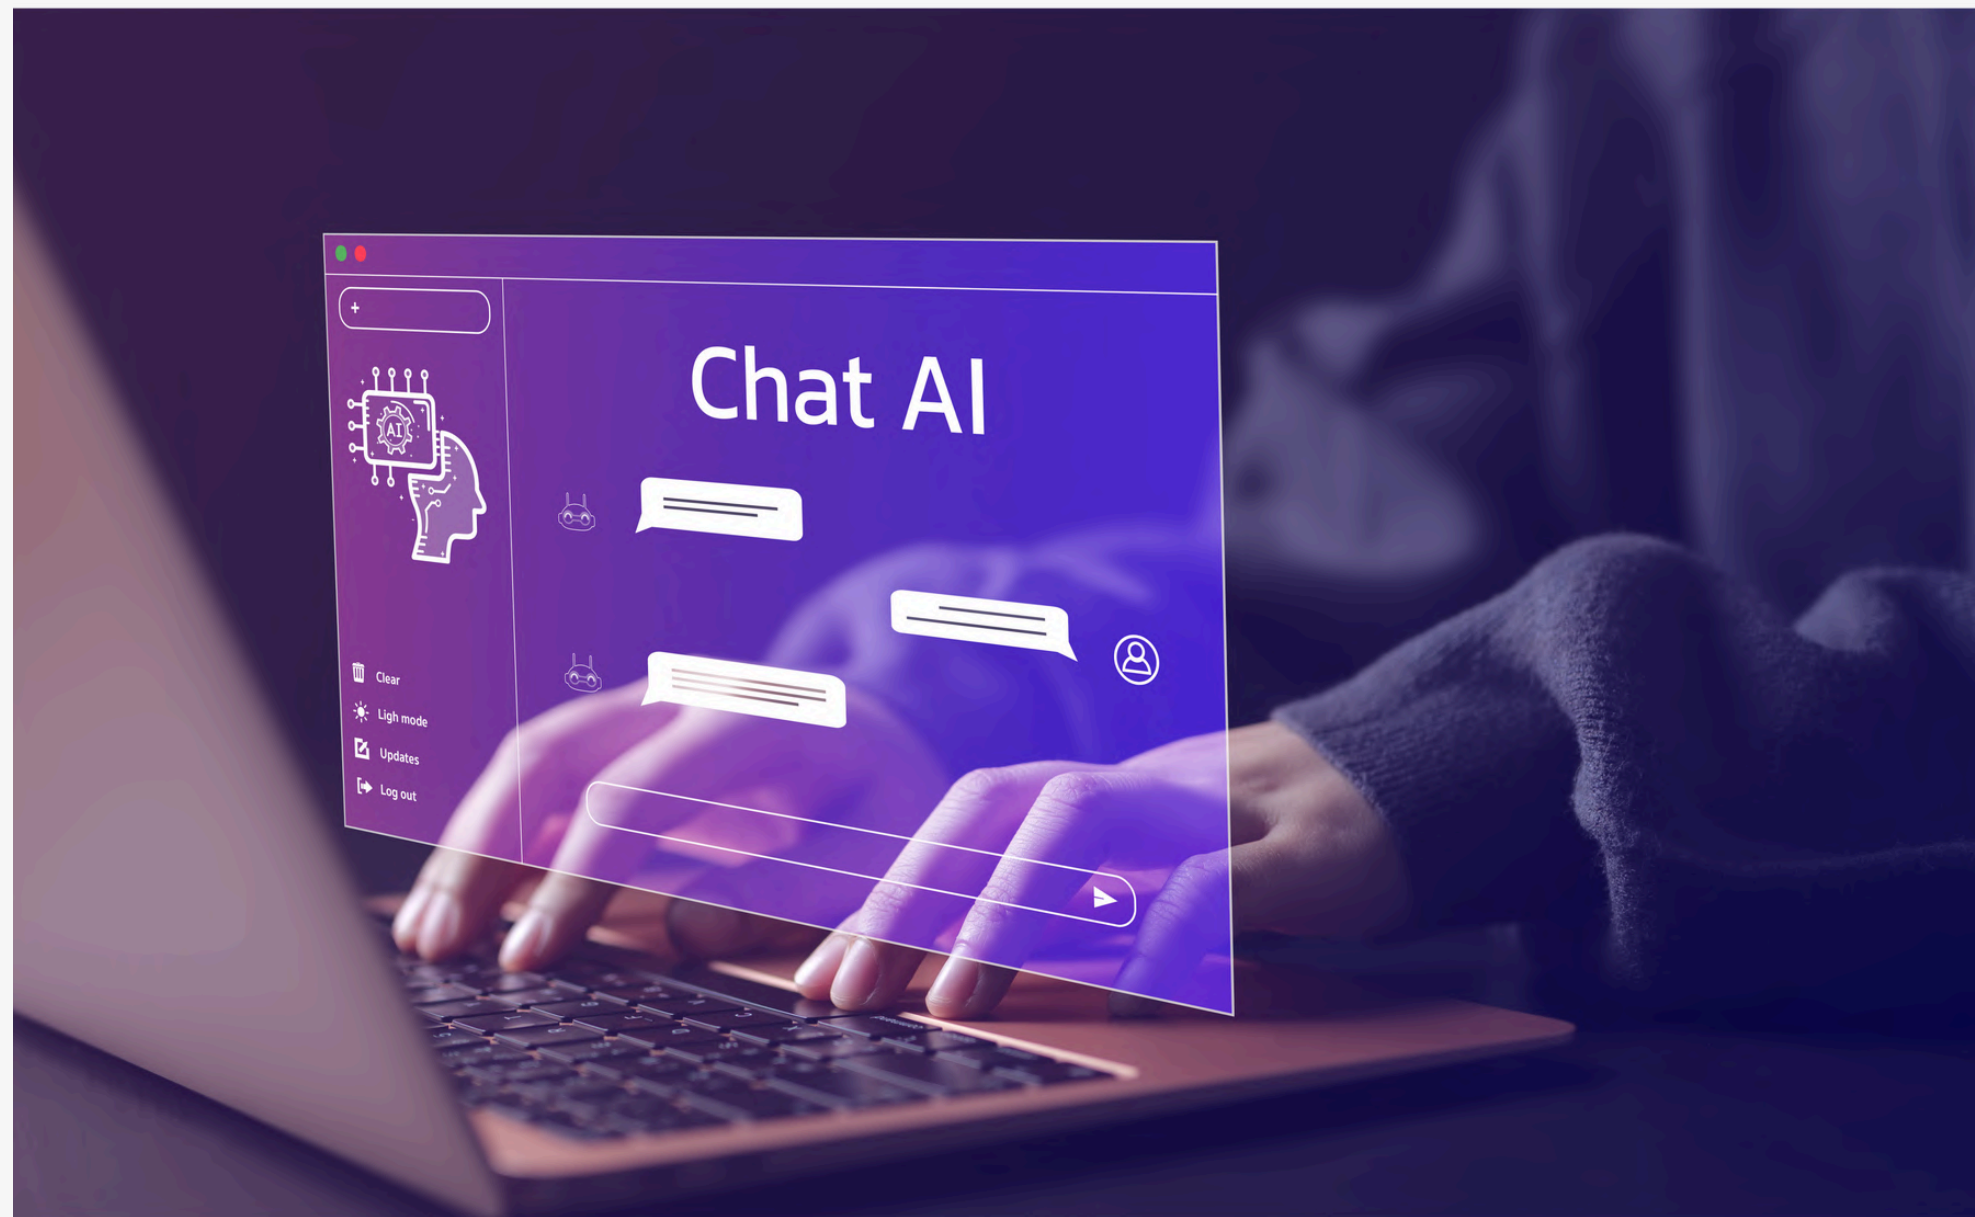 +
Chat AI
AI
Clear
Ligh mode
Updates
Log out